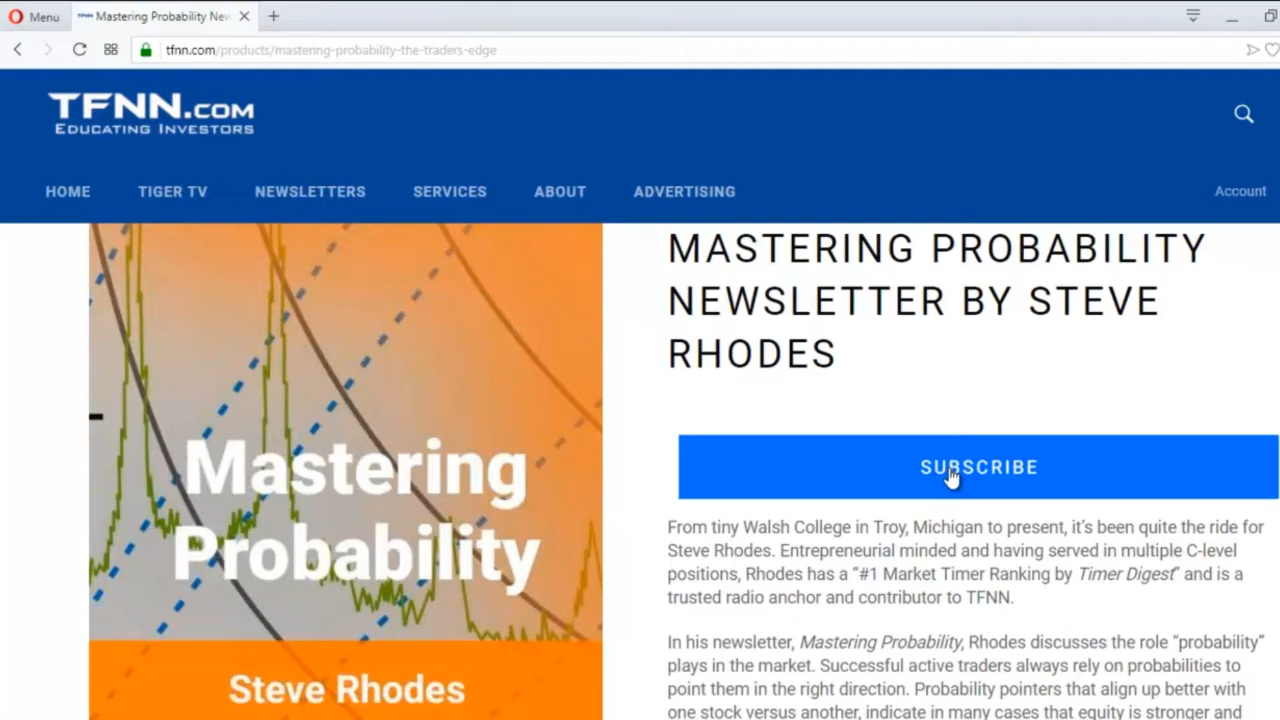 Menu
Mastering Probability New
tfnn.com/products/mastering-probability-the-traders-edge
TFNN.COM
EDUCATING INVESTORS
HOME TIGER TV NEWSLETTERS SERVICES ABOUT ADVERTISING Account
Mastering
Probability
Steve Rhodes
MASTERING PROBABILITY
NEWSLETTER BY STEVE
RHODES
SUBSCRIBE
From tiny Walsh College in Troy, Michigan to present, it's been quite the ride for
Steve Rhodes. Entrepreneurial minded and having served in multiple C-level
positions, Rhodes has a “#1 Market Timer Ranking by Timer Digest” and is a
trusted radio anchor and contributor to TFNN.
In his newsletter, Mastering Probability, Rhodes discusses the role “probability”
plays in the market. Successful active traders always rely on probabilities to
point them in the right direction. Probability pointers that align up better with
one stock versus another, indicate in many cases that equity is stronger and